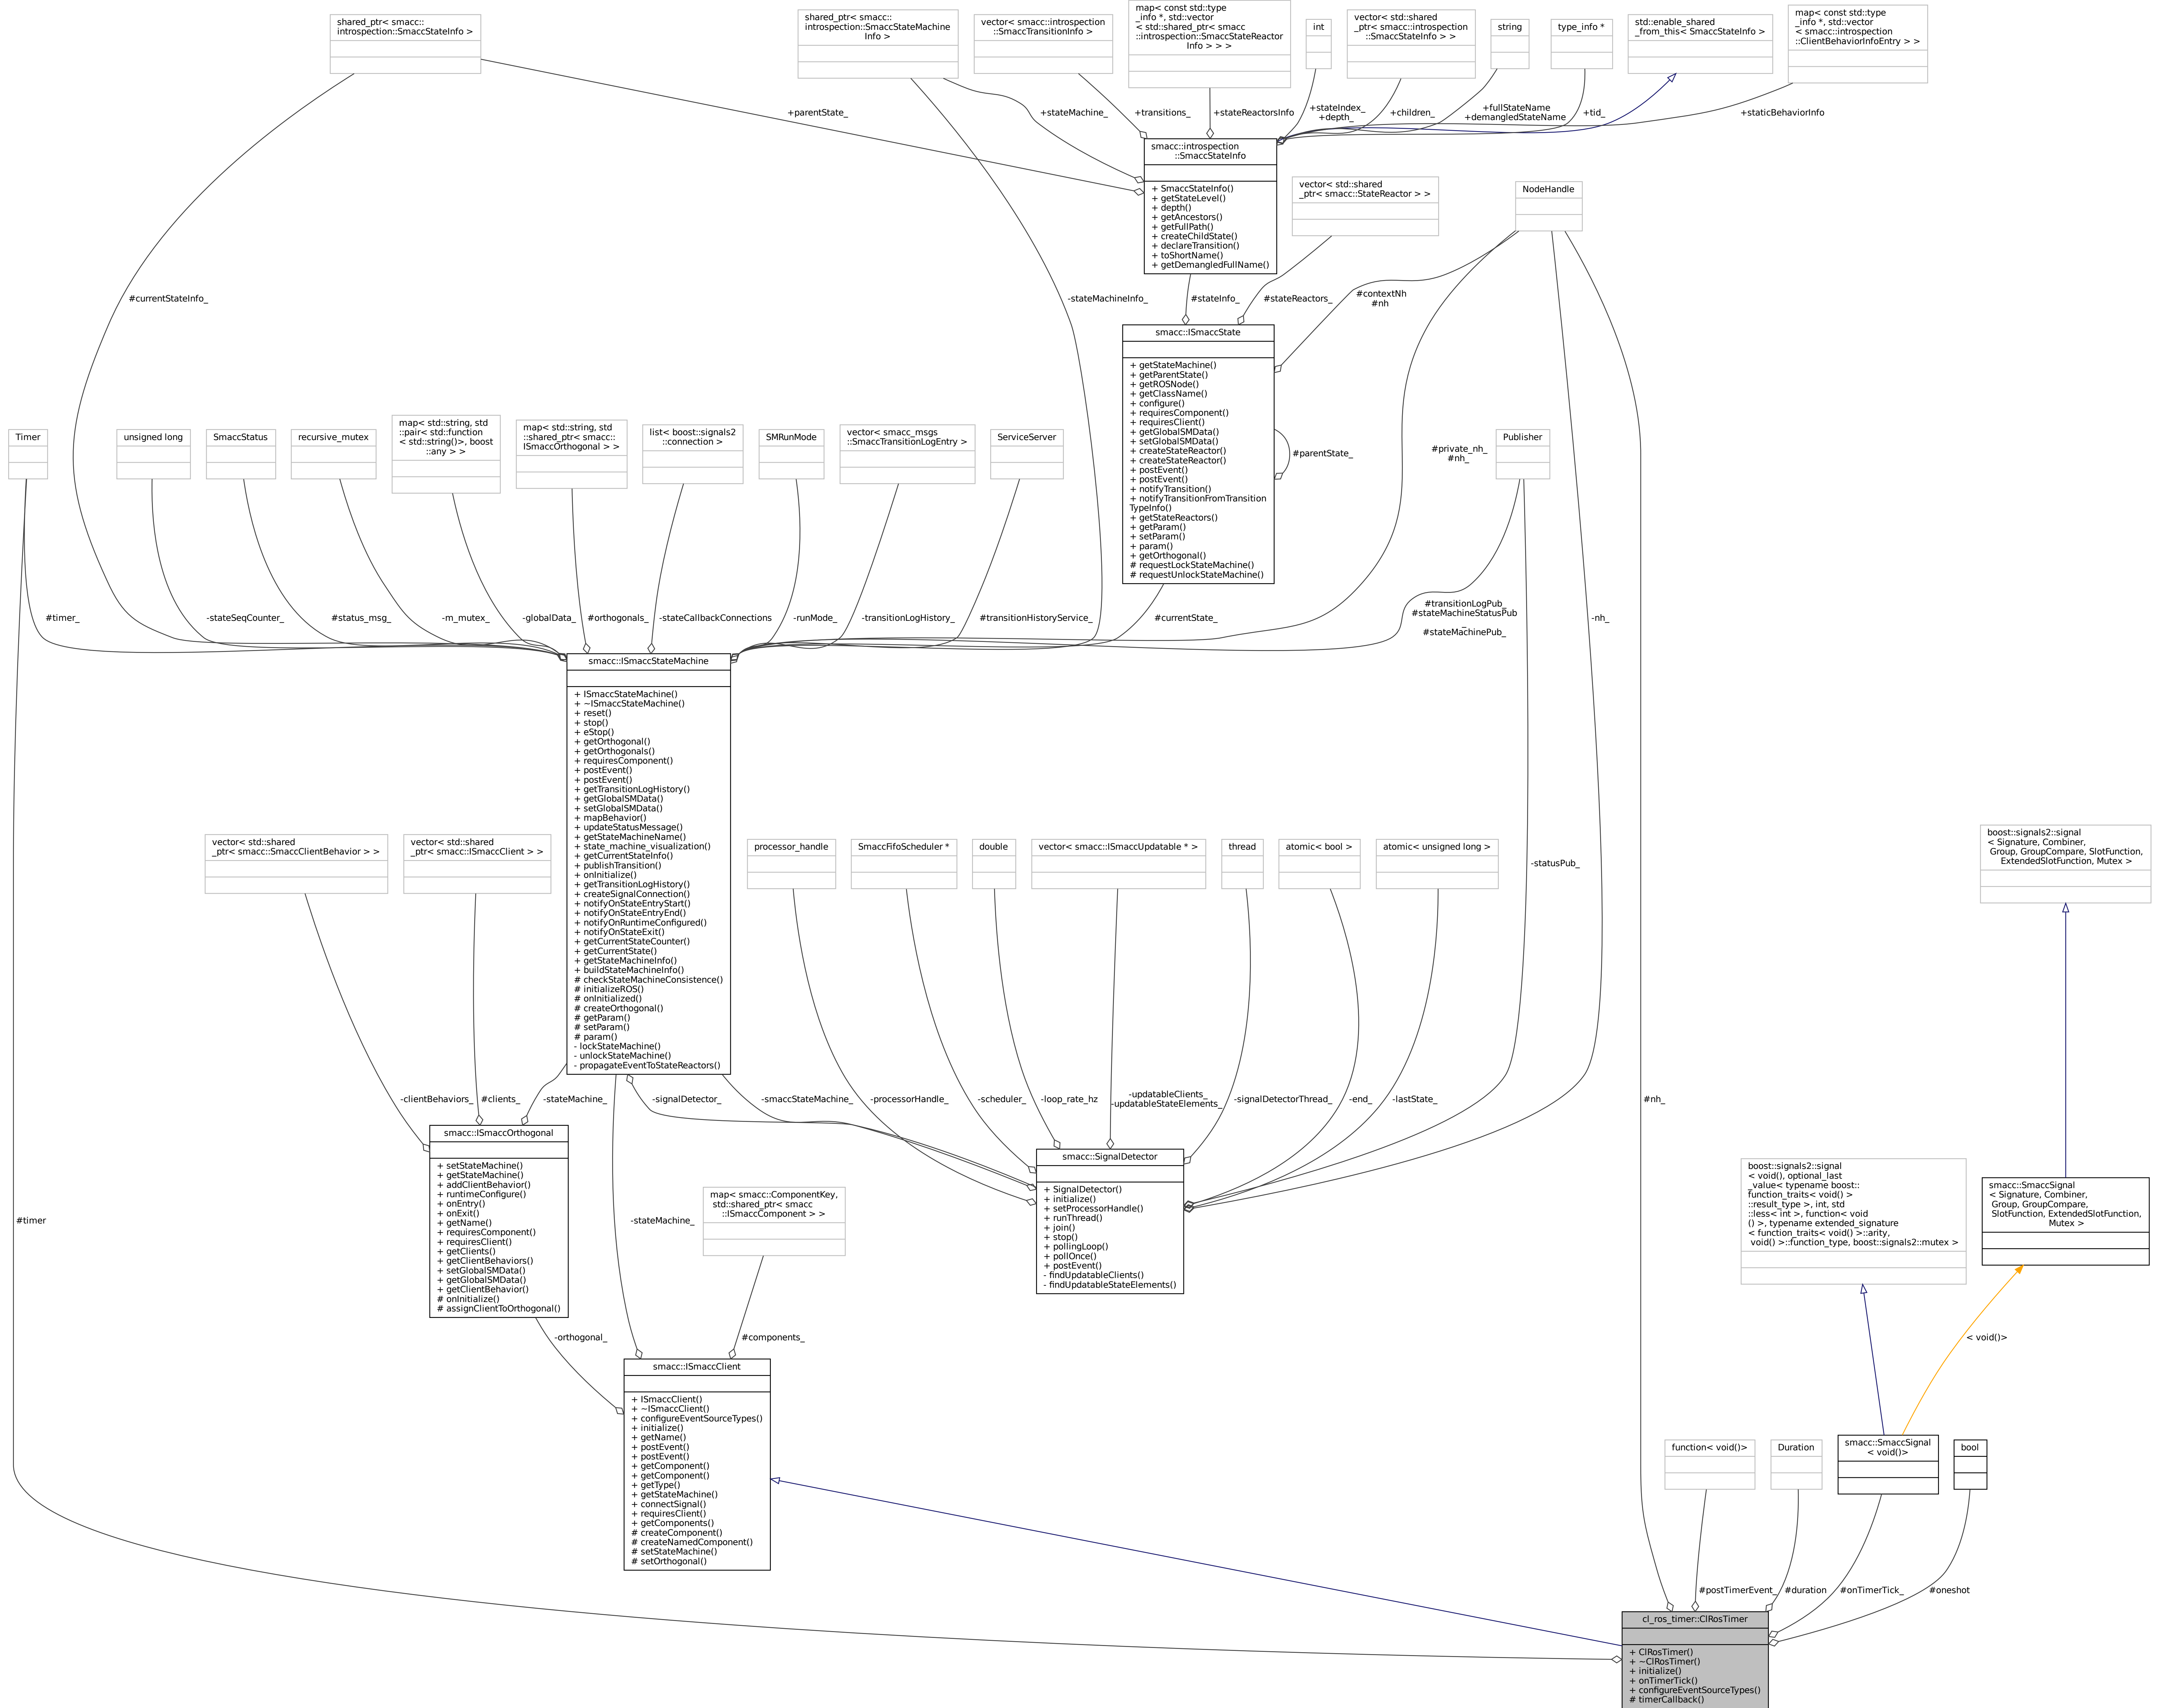 shared_ptr< smacc::
introspection::SmaccStateInfo >
shared_ptr< smacc::
introspection::SmaccStateMachine
Info >
vector< smacc::introspection
::SmaccTransitionInfo >
map< const std::type
_info *, std::vector
< std::shared_ptr< smacc
::introspection::SmaccStateReactor
Info > > >
int
vector< std::shared
_ptr< smacc::introspection
::SmaccStateInfo > >
string
type_info *
std::enable_shared
_from_this< SmaccStateInfo >
map< const std::type
_info *, std::vector
< smacc::introspection
::ClientBehaviorInfoEntry > >
+parentState_
+stateMachine_
+transitions_
+stateReactorsInfo
+stateIndex_
+depth_
+children_
+fullStateName
+demangledStateName
+tid_
+staticBehaviorInfo
smacc::introspection
::SmaccStateInfo
+ SmaccStateInfo()
+ getStateLevel()
+ depth()
+ getAncestors()
+ getFullPath()
+ createChildState()
+ declareTransition()
+ toShortName()
+ getDemangledFullName()
vector< std::shared
_ptr< smacc::StateReactor > >
NodeHandle
#currentStateInfo_
-stateMachineInfo_
#stateInfo_
#stateReactors_
#contextNh
#nh
smacc::ISmaccState
+ getStateMachine()
+ getParentState()
+ getROSNode()
+ getClassName()
+ configure()
+ requiresComponent()
+ requiresClient()
+ getGlobalSMData()
+ setGlobalSMData()
+ createStateReactor()
+ createStateReactor()
+ postEvent()
+ postEvent()
+ notifyTransition()
+ notifyTransitionFromTransition
TypeInfo()
+ getStateReactors()
+ getParam()
+ setParam()
+ param()
+ getOrthogonal()
# requestLockStateMachine()
# requestUnlockStateMachine()
#parentState_
#private_nh_
#nh_
Timer
unsigned long
SmaccStatus
recursive_mutex
map< std::string, std
::pair< std::function
< std::string()>, boost
::any > >
map< std::string, std
::shared_ptr< smacc::
ISmaccOrthogonal > >
list< boost::signals2
::connection >
SMRunMode
vector< smacc_msgs
::SmaccTransitionLogEntry >
ServiceServer
Publisher
#timer_
-stateSeqCounter_
#status_msg_
-m_mutex_
-globalData_
#orthogonals_
-stateCallbackConnections
-runMode_
-transitionLogHistory_
#transitionHistoryService_
#currentState_
#transitionLogPub_
#stateMachineStatusPub
_
#stateMachinePub_
-nh_
smacc::ISmaccStateMachine
+ ISmaccStateMachine()
+ ~ISmaccStateMachine()
+ reset()
+ stop()
+ eStop()
+ getOrthogonal()
+ getOrthogonals()
+ requiresComponent()
+ postEvent()
+ postEvent()
+ getTransitionLogHistory()
+ getGlobalSMData()
+ setGlobalSMData()
+ mapBehavior()
+ updateStatusMessage()
+ getStateMachineName()
+ state_machine_visualization()
+ getCurrentStateInfo()
+ publishTransition()
+ onInitialize()
+ getTransitionLogHistory()
+ createSignalConnection()
+ notifyOnStateEntryStart()
+ notifyOnStateEntryEnd()
+ notifyOnRuntimeConfigured()
+ notifyOnStateExit()
+ getCurrentStateCounter()
+ getCurrentState()
+ getStateMachineInfo()
+ buildStateMachineInfo()
# checkStateMachineConsistence()
# initializeROS()
# onInitialized()
# createOrthogonal()
# getParam()
# setParam()
# param()
- lockStateMachine()
- unlockStateMachine()
- propagateEventToStateReactors()
vector< std::shared
_ptr< smacc::SmaccClientBehavior > >
vector< std::shared
_ptr< smacc::ISmaccClient > >
processor_handle
SmaccFifoScheduler *
double
vector< smacc::ISmaccUpdatable * >
thread
atomic< bool >
atomic< unsigned long >
-statusPub_
boost::signals2::signal
< Signature, Combiner,
Group, GroupCompare, SlotFunction,
ExtendedSlotFunction, Mutex >
-clientBehaviors_
#clients_
-stateMachine_
-signalDetector_
-smaccStateMachine_
-processorHandle_
-scheduler_
-loop_rate_hz
-updatableClients_
-updatableStateElements_
-signalDetectorThread_
-end_
-lastState_
#nh_
smacc::ISmaccOrthogonal
+ setStateMachine()
+ getStateMachine()
+ addClientBehavior()
+ runtimeConfigure()
+ onEntry()
+ onExit()
+ getName()
+ requiresComponent()
+ requiresClient()
+ getClients()
+ getClientBehaviors()
+ setGlobalSMData()
+ getGlobalSMData()
+ getClientBehavior()
# onInitialize()
# assignClientToOrthogonal()
smacc::SignalDetector
+ SignalDetector()
+ initialize()
+ setProcessorHandle()
+ runThread()
+ join()
+ stop()
+ pollingLoop()
+ pollOnce()
+ postEvent()
- findUpdatableClients()
- findUpdatableStateElements()
map< smacc::ComponentKey,
std::shared_ptr< smacc
::ISmaccComponent > >
boost::signals2::signal
< void(), optional_last
_value< typename boost::
function_traits< void() >
::result_type >, int, std
::less< int >, function< void
() >, typename extended_signature
< function_traits< void() >::arity,
void() >::function_type, boost::signals2::mutex >
smacc::SmaccSignal
< Signature, Combiner,
Group, GroupCompare,
SlotFunction, ExtendedSlotFunction,
Mutex >
#timer
-stateMachine_
-orthogonal_
#components_
< void()>
smacc::ISmaccClient
+ ISmaccClient()
+ ~ISmaccClient()
+ configureEventSourceTypes()
+ initialize()
+ getName()
+ postEvent()
+ postEvent()
+ getComponent()
+ getComponent()
+ getType()
+ getStateMachine()
+ connectSignal()
+ requiresClient()
+ getComponents()
# createComponent()
# createNamedComponent()
# setStateMachine()
# setOrthogonal()
function< void()>
Duration
smacc::SmaccSignal
< void()>
bool
#postTimerEvent_
#duration
#onTimerTick_
#oneshot
cl_ros_timer::ClRosTimer
+ ClRosTimer()
+ ~ClRosTimer()
+ initialize()
+ onTimerTick()
+ configureEventSourceTypes()
# timerCallback()